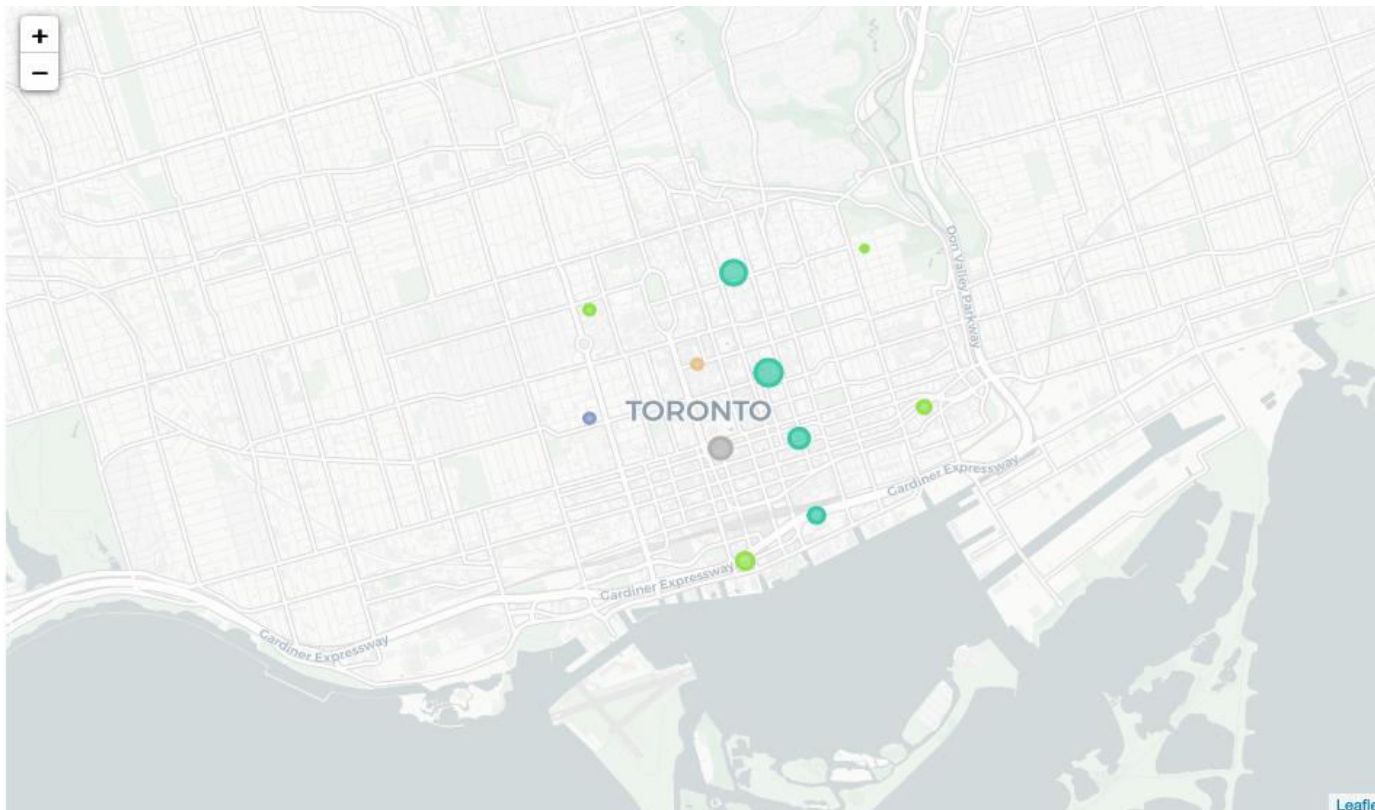 +
−
Don Valley Parkway
TORONTO
Gardiner Expressway
Gardiner Expressway
Gardiner Expressway
Leafle